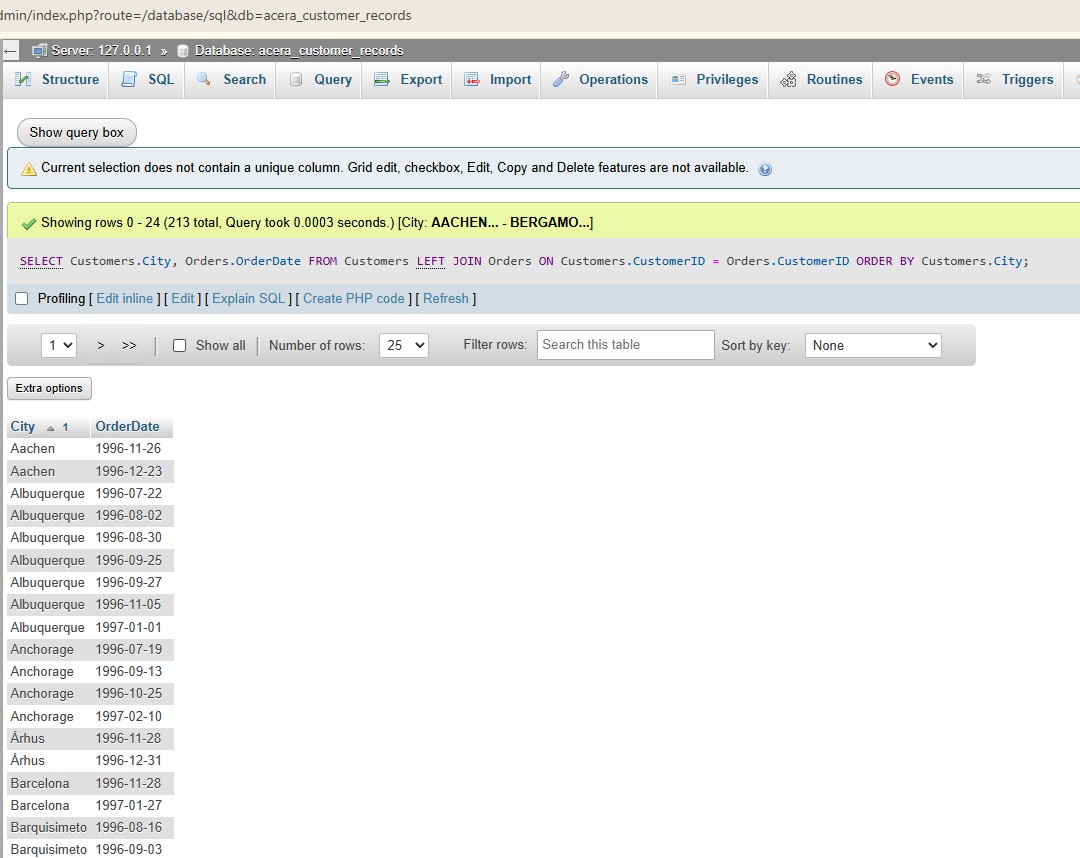 dmin/index.php?route=/database/sql&db=acera_customer_records
Server: 127.0.0.1 » Database: acera_customer_records
Structure SQL Search Query Export Import Operations Privileges Routines Events Triggers
Show query box
Current selection does not contain a unique column. Grid edit, checkbox, Edit, Copy and Delete features are not available.
Showing rows 0 - 24 (213 total, Query took 0.0003 seconds.) [City: AACHEN... - BERGAMO...]
SELECT Customers.City, Orders.OrderDate FROM Customers LEFT JOIN Orders ON Customers.CustomerID = Orders.CustomerID ORDER BY Customers.City;
Profiling [ Edit inline ] [ Edit ] [ Explain SQL ] [ Create PHP code ] [ Refresh ]
1 > >> | Show all | Number of rows: 25 Filter rows: Search this table Sort by key: None
Extra options
City 1 OrderDate
Aachen 1996-11-26
Aachen 1996-12-23
Albuquerque 1996-07-22
Albuquerque 1996-08-02
Albuquerque 1996-08-30
Albuquerque 1996-09-25
Albuquerque 1996-09-27
Albuquerque 1996-11-05
Albuquerque 1997-01-01
Anchorage 1996-07-19
Anchorage 1996-09-13
Anchorage 1996-10-25
Anchorage 1997-02-10
Århus 1996-11-28
Århus 1996-12-31
Barcelona 1996-11-28
Barcelona 1997-01-27
Barquisimeto 1996-08-16
Barquisimeto 1996-09-03